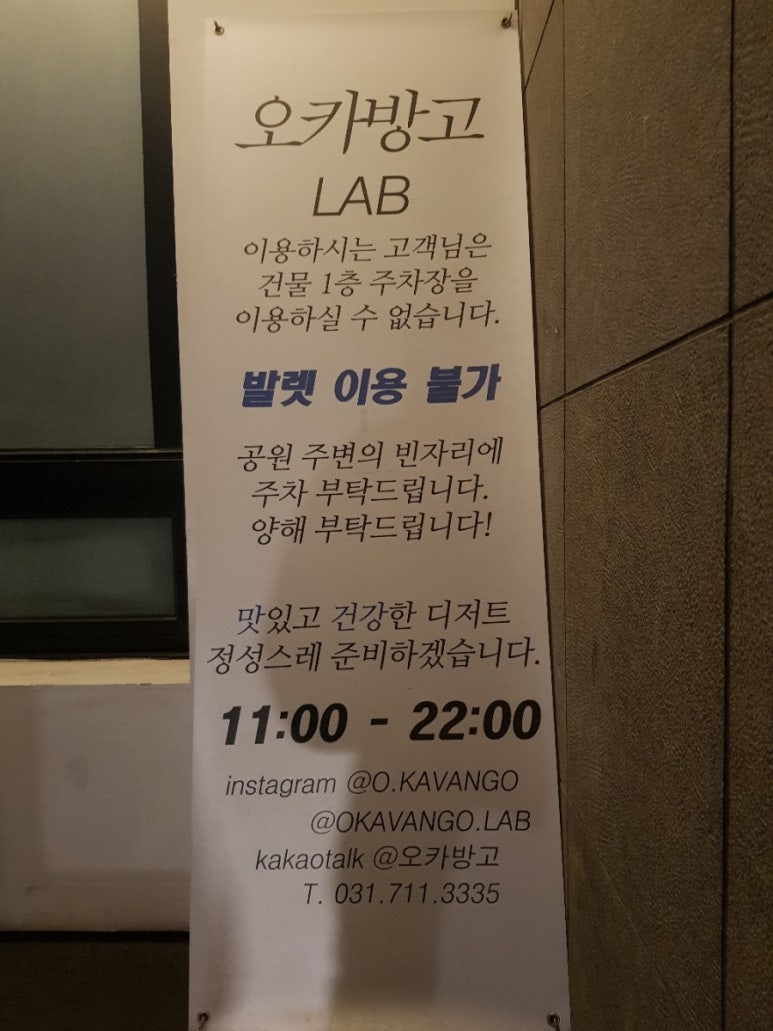 오카방고
LAB
이용하시는 고객님은
건물 1층 주차장을
이용하실 수 없습니다.
발렛 이용 불가
공원 주변의 빈자리에
주차 부탁드립니다.
양해 부탁드립니다!
맛있고 건강한 디저트
정성스레 준비하겠습니다.
11:00 - 22:00
instagram @O.KAVANGO
@OKAVANGO.LAB
kakaotalk @오카방고
T. 031.711.3335